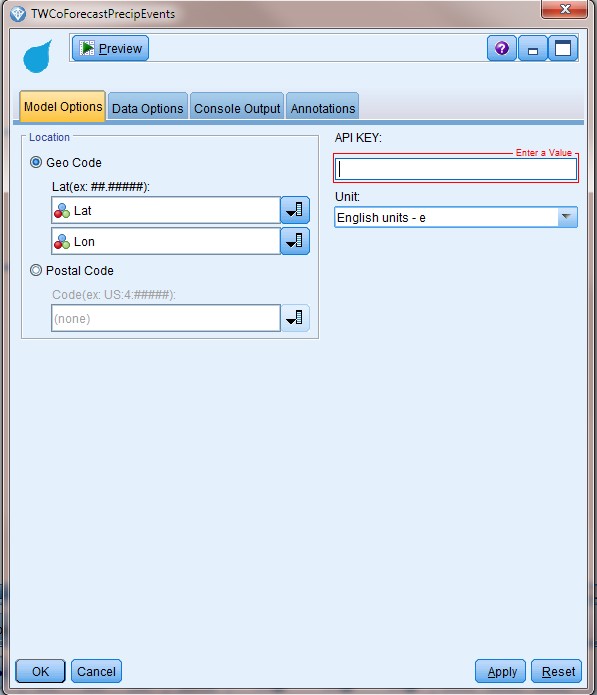 TWCoForecastPrecipEvents
X
Preview
?
Model Options
Data Options
Console Output
Annotations
Location
Geo Code
Lat(ex: ##.#####):
Lat
Lon
Postal Code
Code(ex: US:4:#####):
(none)
API KEY:
Enter a Value
Unit:
English units - e
OK
Cancel
Apply
Reset